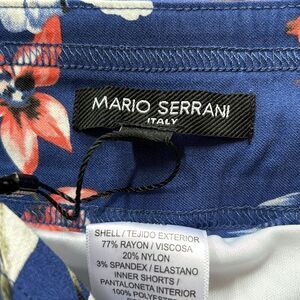 MARIO SERRANI
ITALY
SHELL / TEJIDO EXTERIOR
77% RAYON / VISCOSA
20% NYLON
3% SPANDEX / ELASTANO
INNER SHORTS /
PANTALONETA INTERIOR
100% POLYESTER